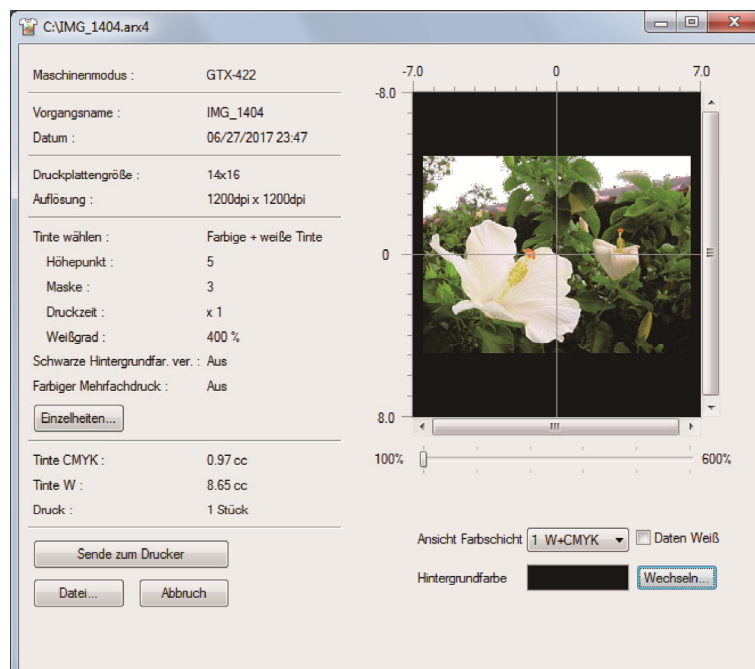 C:\IMG_1404.arx4
Maschinenmodus : GTX-422
Vorgangsname : IMG_1404
Datum : 06/27/2017 23:47
Druckplattengröße : 14x16
Auflösung : 1200dpi x 1200dpi
Tinte wählen : Farbige + weiße Tinte
Höhepunkt : 5
Maske : 3
Druckzeit : x 1
Weißgrad : 400 %
Schwarze Hintergrundfar. ver. : Aus
Farbiger Mehrfachdruck : Aus
Einzelheiten...
Tinte CMYK : 0.97 cc
Tinte W : 8.65 cc
Druck : 1 Stück
Sende zum Drucker
Datei... Abbruch
-7.0 0 7.0
-8.0
0
8.0
100% 600%
Ansicht Farbschicht 1 W+CMYK Daten Weiß
Hintergrundfarbe Wechseln...